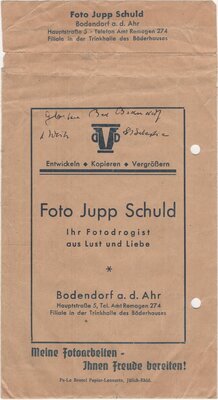 Foto Jupp Schuld
Bodendorf a. d. Ahr
Hauptstraße 5 - Telefon Amt Remagen 274
Filiale in der Trinkhalle des Bäderhauses
Bad Bodendorf
Entwickeln • Kopieren • Vergrößern
Foto Jupp Schuld
Ihr Fotodrogist
aus Lust und Liebe
*
Bodendorf a. d. Ahr
Hauptstraße 5, Tel. Amt Remagen 274
Filiale in der Trinkhalle des Bäderhauses
Meine Fotoarbeiten -
Ihnen Freude bereiten!